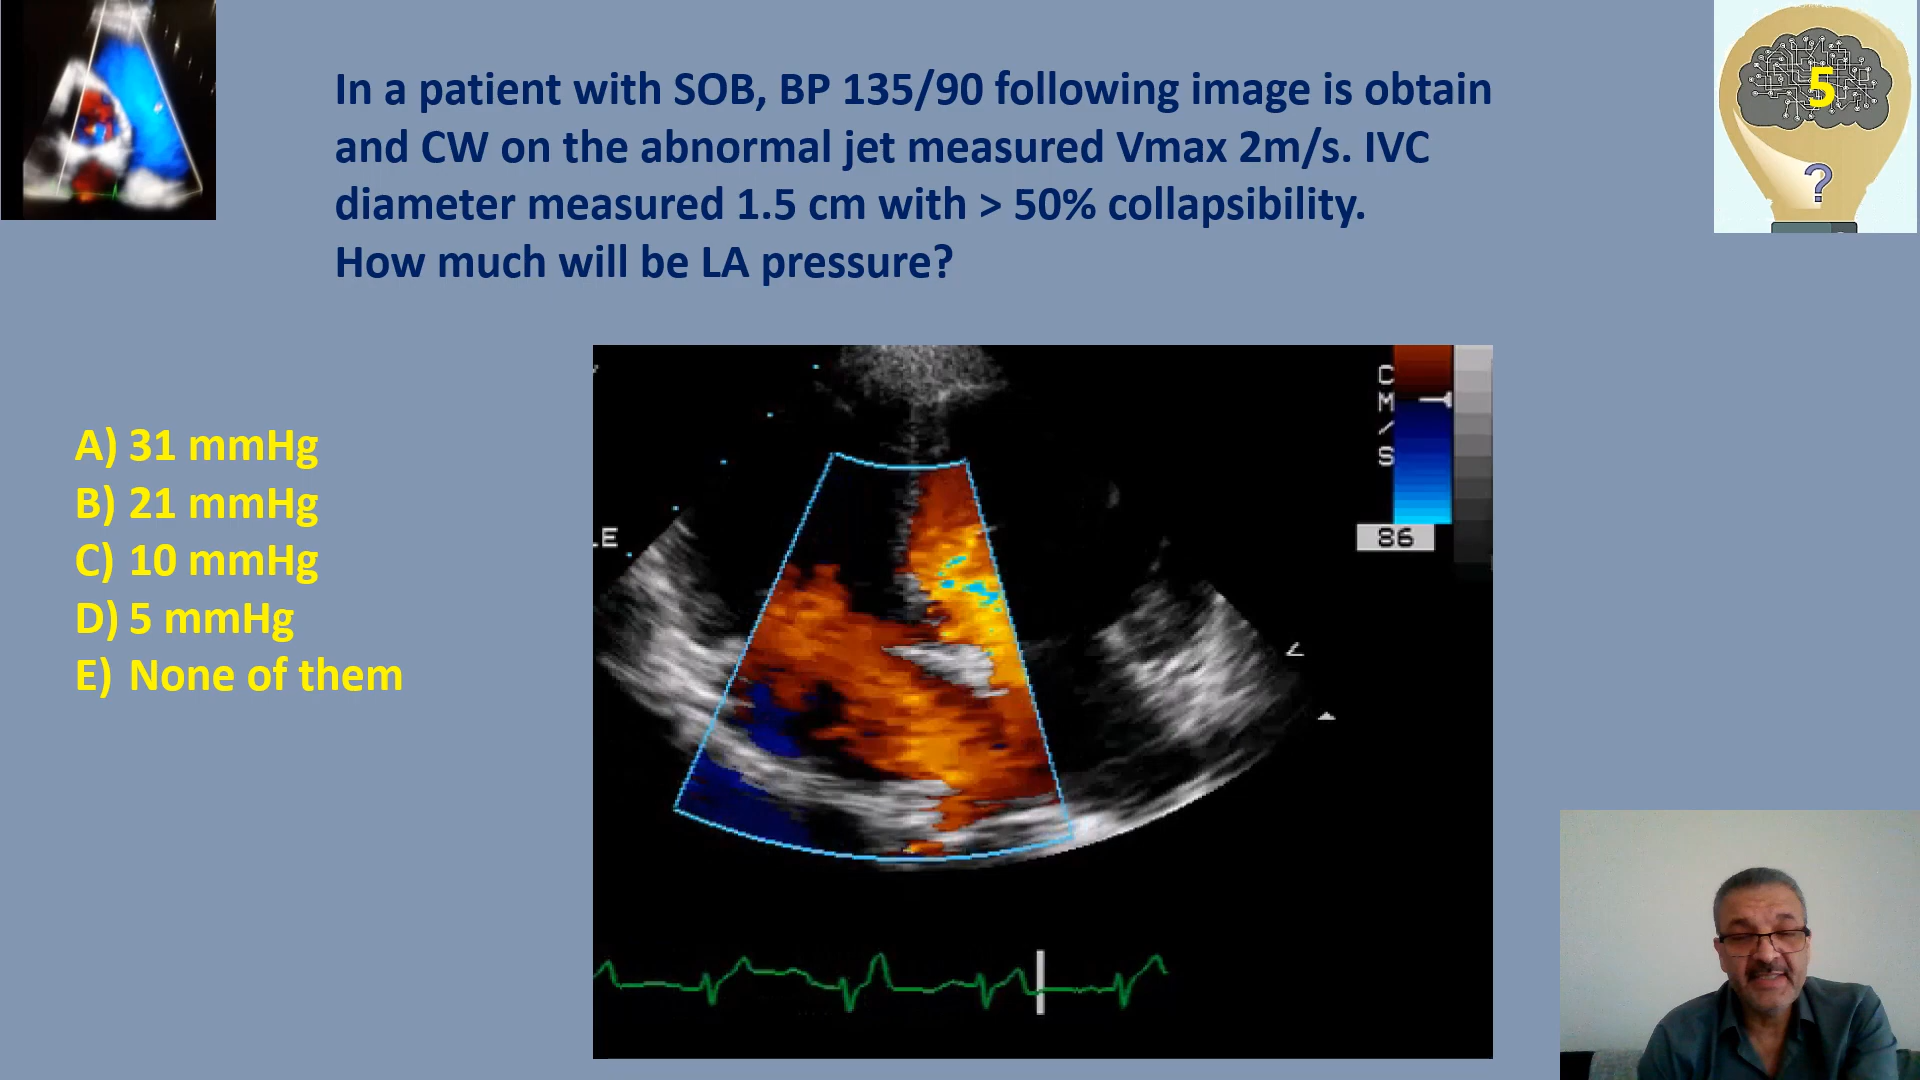 In a patient with SOB, BP 135/90 following image is obtain
and CW on the abnormal jet measured Vmax 2m/s. IVC
diameter measured 1.5 cm with > 50% collapsibility.
How much will be LA pressure?
5
?
A) 31 mmHg
B) 21 mmHg
C) 10 mmHg
D) 5 mmHg
E) None of them
CM/S
86
LE